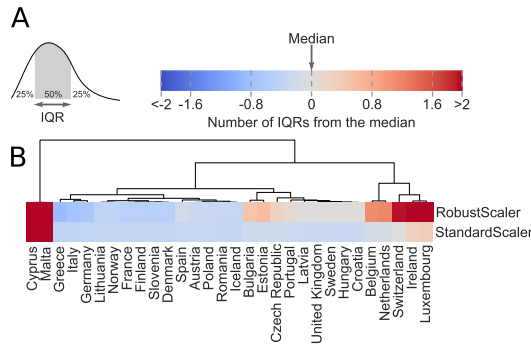 A
Median
25% 50% 25%
IQR
<-2 -1.6 -0.8 0 0.8 1.6 >2
Number of IQRs from the median
B
RobustScaler
StandardScaler
Cyprus
Malta
Greece
Italy
Germany
Lithuania
Norway
France
Finland
Slovenia
Denmark
Spain
Austria
Poland
Romania
Iceland
Bulgaria
Estonia
Czech Republic
Portugal
Latvia
United Kingdom
Sweden
Hungary
Croatia
Belgium
Netherlands
Switzerland
Ireland
Luxembourg